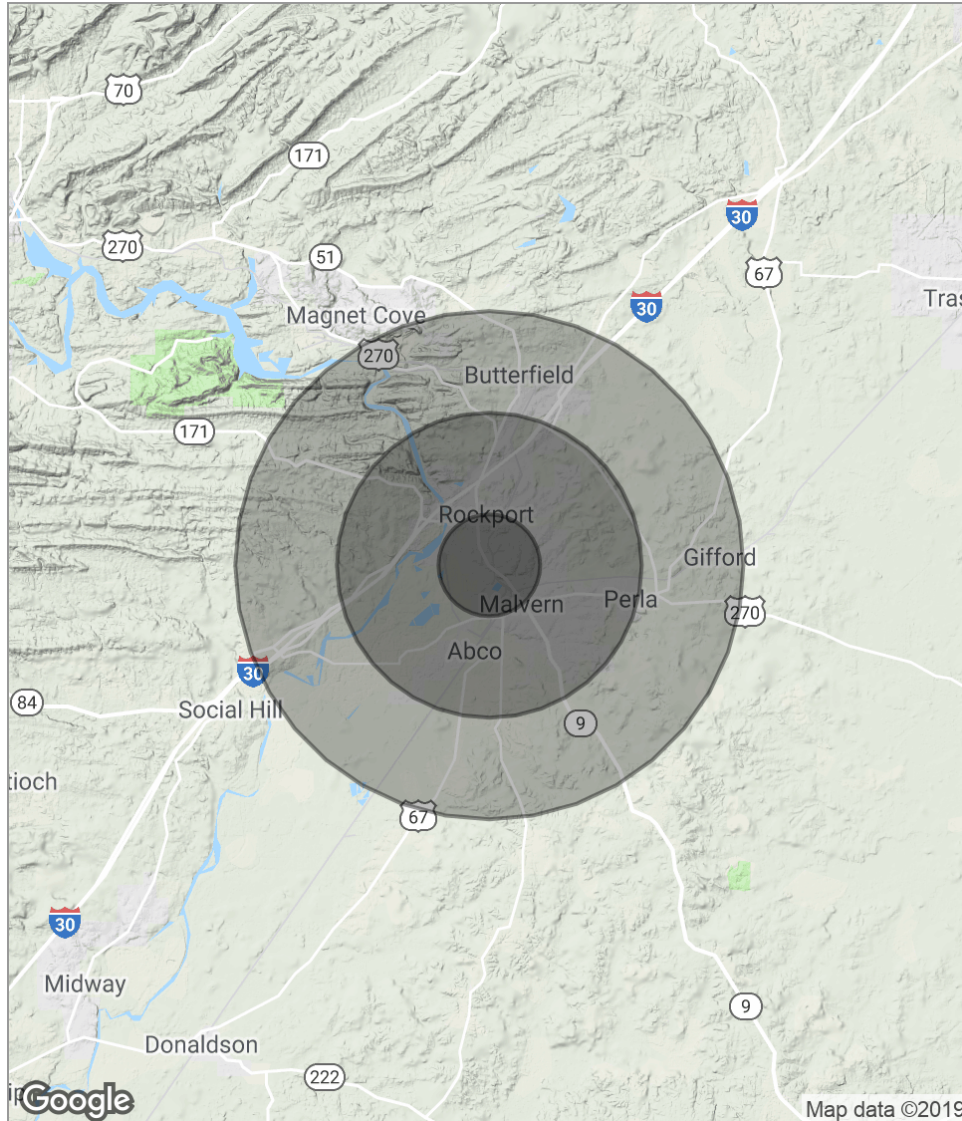 70
171
30
270
51
67
30
Tras
Magnet Cove
270
Butterfield
171
Rockport
Gifford
Malvern
Perla
270
Abco
30
84
Social Hill
9
tioch
67
30
Midway
9
Donaldson
222
ip
Google
Map data ©2019